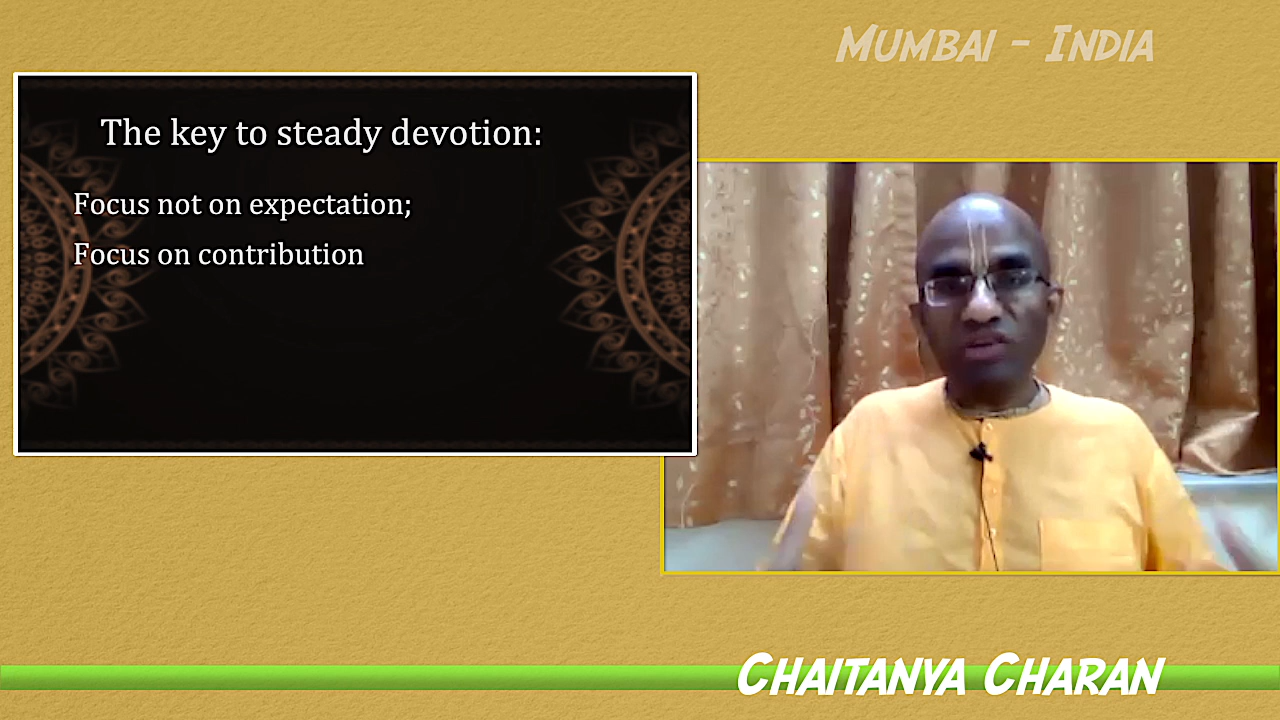 Mumbai - India
The key to steady devotion:
Focus not on expectation;
Focus on contribution
Chaitanya Charan